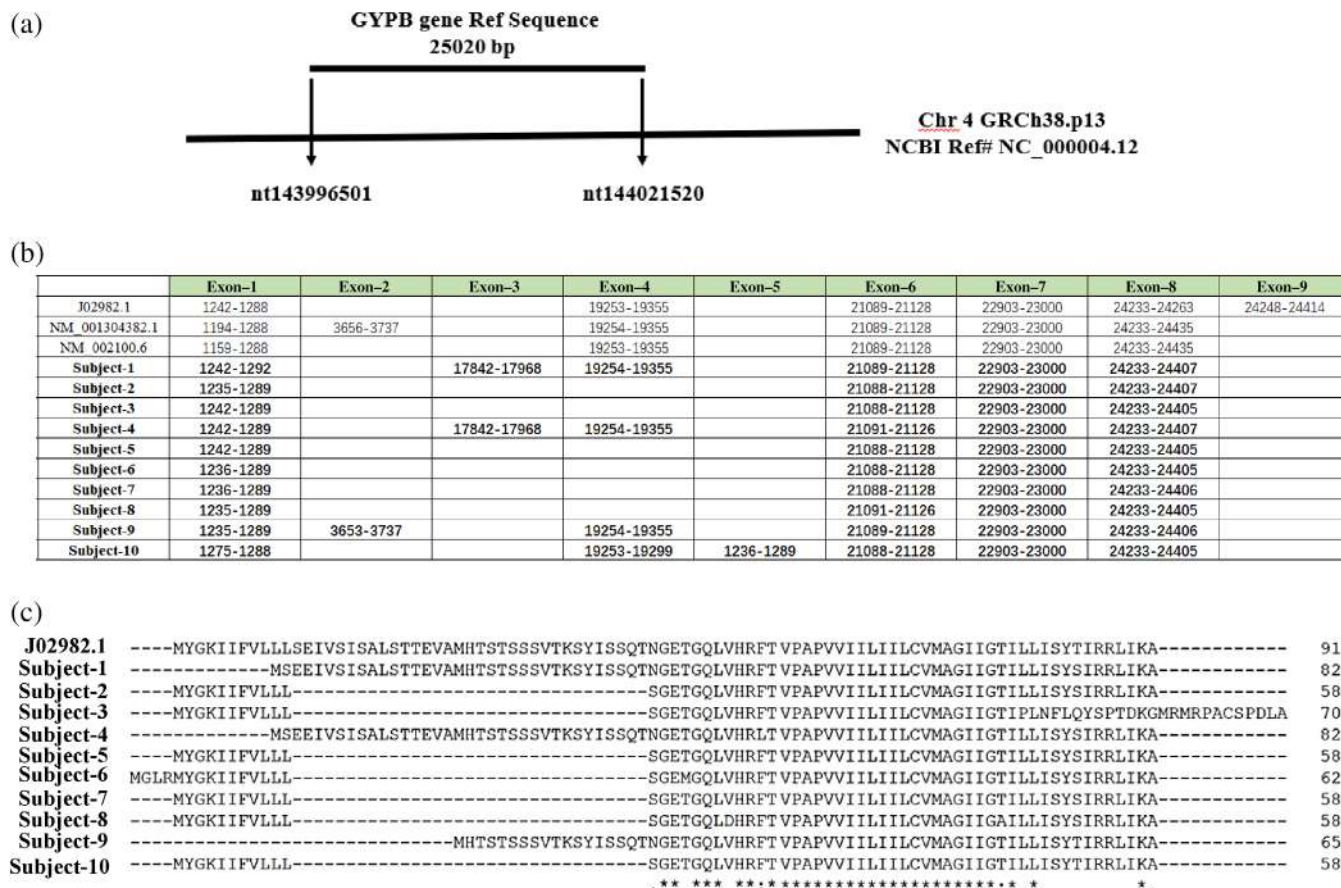 (a)
GYPB gene Ref Sequence
25020 bp
Chr 4 GRCh38.p13
NCBI Ref# NC_000004.12
nt143996501 nt144021520
(b)
Exon-1 Exon-2 Exon-3 Exon-4 Exon-5 Exon-6 Exon-7 Exon-8 Exon-9
J02982.1 1242-1288 19253-19355 21089-21128 22903-23000 24233-24263 24248-24414
NM_001304382.1 1194-1288 3656-3737 19254-19355 21089-21128 22903-23000 24233-24435
NM_002100.6 1159-1288 19253-19355 21089-21128 22903-23000 24233-24435
Subject-1 1242-1292 17842-17968 19254-19355 21089-21128 22903-23000 24233-24407
Subject-2 1235-1289 21088-21128 22903-23000 24233-24407
Subject-3 1242-1289 21088-21128 22903-23000 24233-24405
Subject-4 1242-1289 17842-17968 19254-19355 21091-21126 22903-23000 24233-24407
Subject-5 1242-1289 21088-21128 22903-23000 24233-24405
Subject-6 1236-1289 21088-21128 22903-23000 24233-24405
Subject-7 1236-1289 21088-21128 22903-23000 24233-24406
Subject-8 1235-1289 21091-21126 22903-23000 24233-24405
Subject-9 1235-1289 3653-3737 19254-19355 21089-21128 22903-23000 24233-24406
Subject-10 1275-1288 19253-19299 1236-1289 21088-21128 22903-23000 24233-24405
(c)
J02982.1 ----MYGKIIFVLLLSEIVSISALSTTEVAMHTSTSSSVTKSYISSQTNGETGQLVHRFTVPAPVVIILIILCVMAGIIGTILLISYTIRRLIKA------------- 91
Subject-1 --------------MSEEIVSISALSTTEVAMHTSTSSSVTKSYISSQTNGETGQLVHRFTVPAPVVIILIILCVMAGIIGTILLISYSIRRLIKA------------- 82
Subject-2 ----MYGKIIFVLLL------------------------------------SGETGQLVHRFTVPAPVVIILIILCVMAGIIGTILLISYSIRRLIKA------------- 58
Subject-3 ----MYGKIIFVLLL------------------------------------SGETGQLVHRFTVPAPVVIILIILCVMAGIIGTIPLNFLQYSPTDKGMRMRPACSPDLA 70
Subject-4 --------------MSEEIVSISALSTTEVAMHTSTSSSVTKSYISSQTNGETGQLVHRLTVPAPVVIILIILCVMAGIIGTILLISYSIRRLIKA------------- 82
Subject-5 ----MYGKIIFVLLL------------------------------------SGETGQLVHRFTVPAPVVIILIILCVMAGIIGTILLISYSIRRLIKA------------- 58
Subject-6 MGLRMYGKIIFVLLL------------------------------------SGEMGQLVHRFTVPAPVVIILIILCVMAGIIGTILLISYSIRRLIKA------------- 62
Subject-7 ----MYGKIIFVLLL------------------------------------SGETGQLVHRFTVPAPVVIILIILCVMAGIIGTILLISYSIRRLIKA------------- 58
Subject-8 ----MYGKIIFVLLL------------------------------------SGETGQLDHRFTVPAPVVIILIILCVMAGIIGAILLISYSIRRLIKA------------- 58
Subject-9 ---------------------------------MHTSTSSSVTKSYISSQTNGETGQLVHRFTVPAPVVIILIILCVMAGIIGTILLISYTIRRLIKA------------- 65
Subject-10 ----MYGKIIFVLLL------------------------------------SGETGQLVHRFTVPAPVVIILIILCVMAGIIGTILLISYTIRRLIKA------------- 58
.** *** **:* *********************:* * *